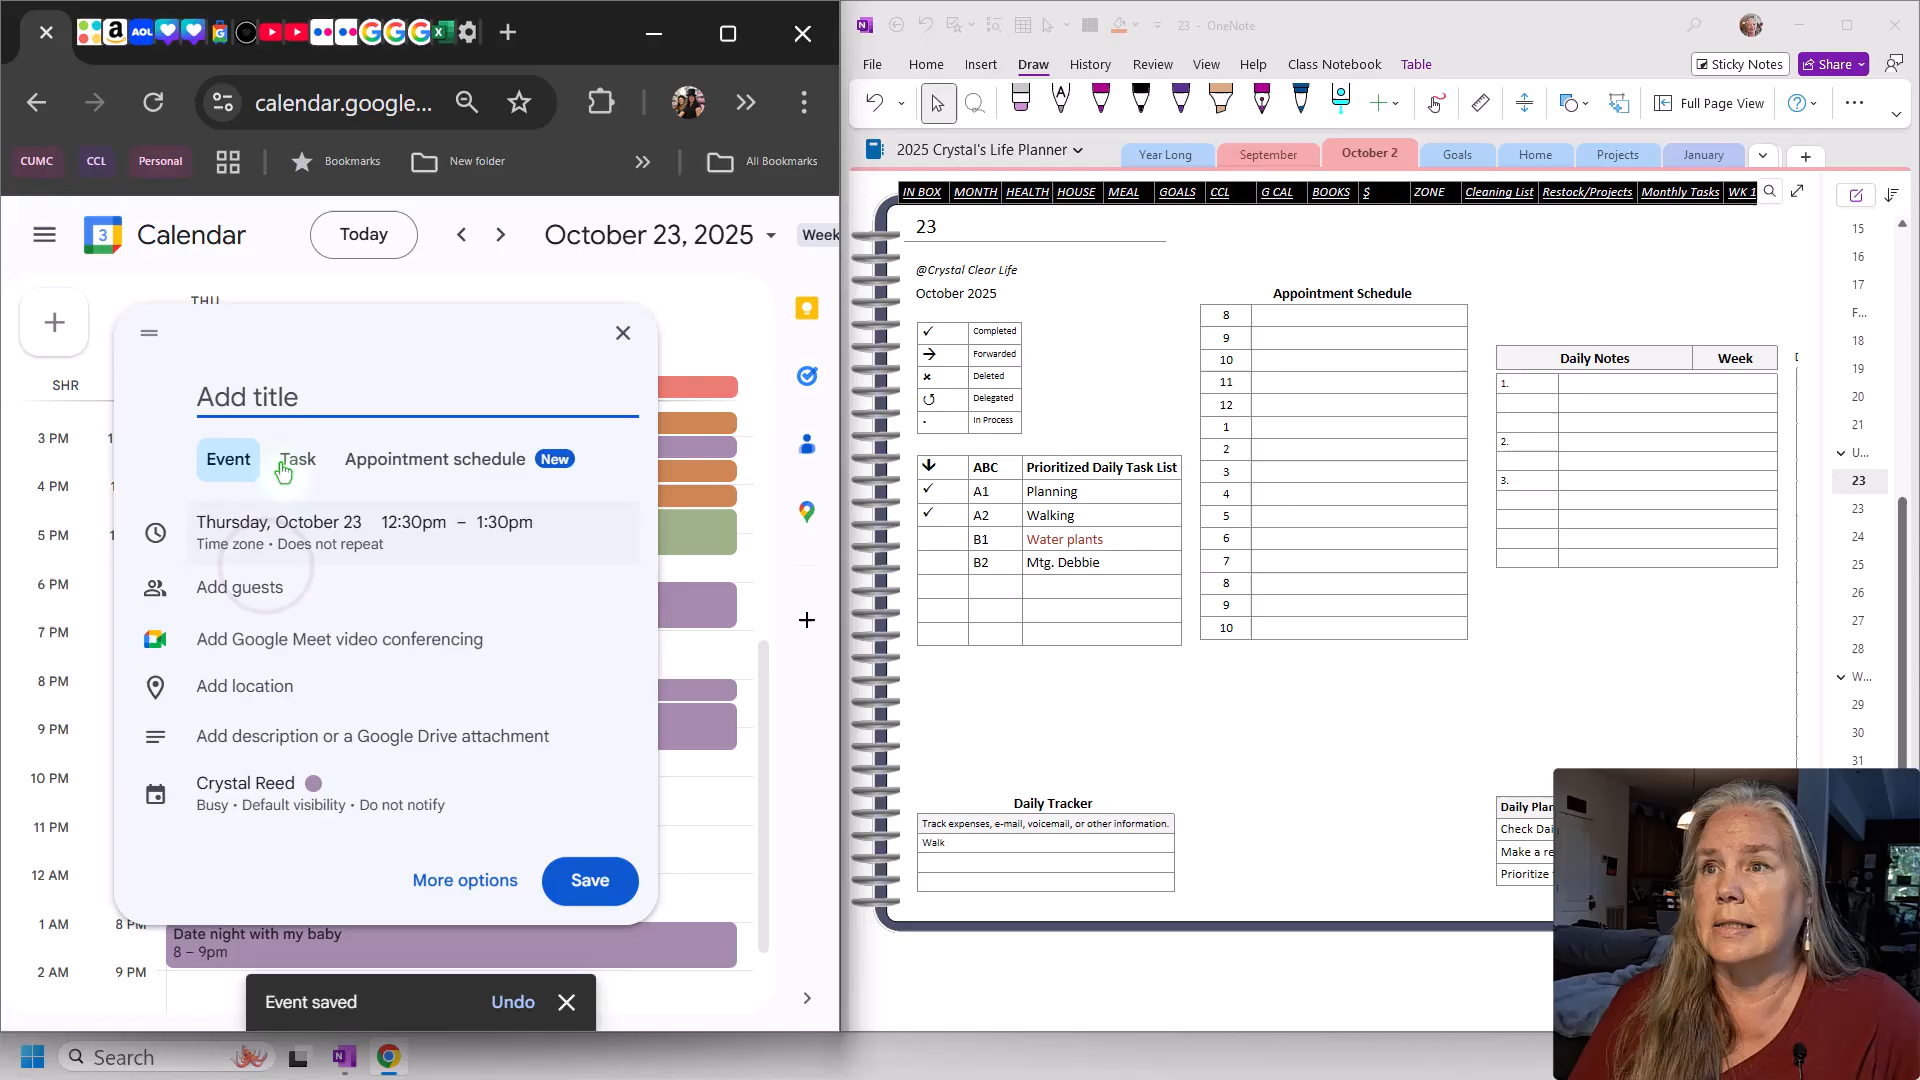 AOL
calendar.google...
CUMC
CCL
Personal
Bookmarks
New folder
All Bookmarks
3
Calendar
Today
October 23, 2025
Week
THU
SHR
3 PM
4 PM
5 PM
6 PM
7 PM
8 PM
9 PM
10 PM
11 PM
12 AM
1 AM
2 AM
9 PM
Add title
Event
Task
Appointment schedule
New
Thursday, October 23 12:30pm – 1:30pm
Time zone • Does not repeat
Add guests
Add Google Meet video conferencing
Add location
Add description or a Google Drive attachment
Crystal Reed
Busy • Default visibility • Do not notify
More options
Save
Date night with my baby
8 – 9pm
Event saved
Undo
Search
23 - OneNote
File
Home
Insert
Draw
History
Review
View
Help
Class Notebook
Table
Sticky Notes
Share
Full Page View
2025 Crystal's Life Planner
Year Long
September
October 2
Goals
Home
Projects
January
IN BOX
MONTH
HEALTH
HOUSE
MEAL
GOALS
CCL
G CAL
BOOKS
$
ZONE
Cleaning List
Restock/Projects
Monthly Tasks
WK 1
23
@Crystal Clear Life
October 2025
✓ Completed
→ Forwarded
× Deleted
↺ Delegated
· In Process
↓ ABC Prioritized Daily Task List
✓ A1 Planning
✓ A2 Walking
B1 Water plants
B2 Mtg. Debbie
Appointment Schedule
8
9
10
11
12
1
2
3
4
5
6
7
8
9
10
Daily Notes
Week
1.
2.
3.
Daily Tracker
Track expenses, e-mail, voicemail, or other information.
Walk
Daily Plan
Check Dai
Make a re
Prioritize
15
16
17
F...
18
19
20
21
U...
23
23
24
25
26
27
28
W...
29
30
31